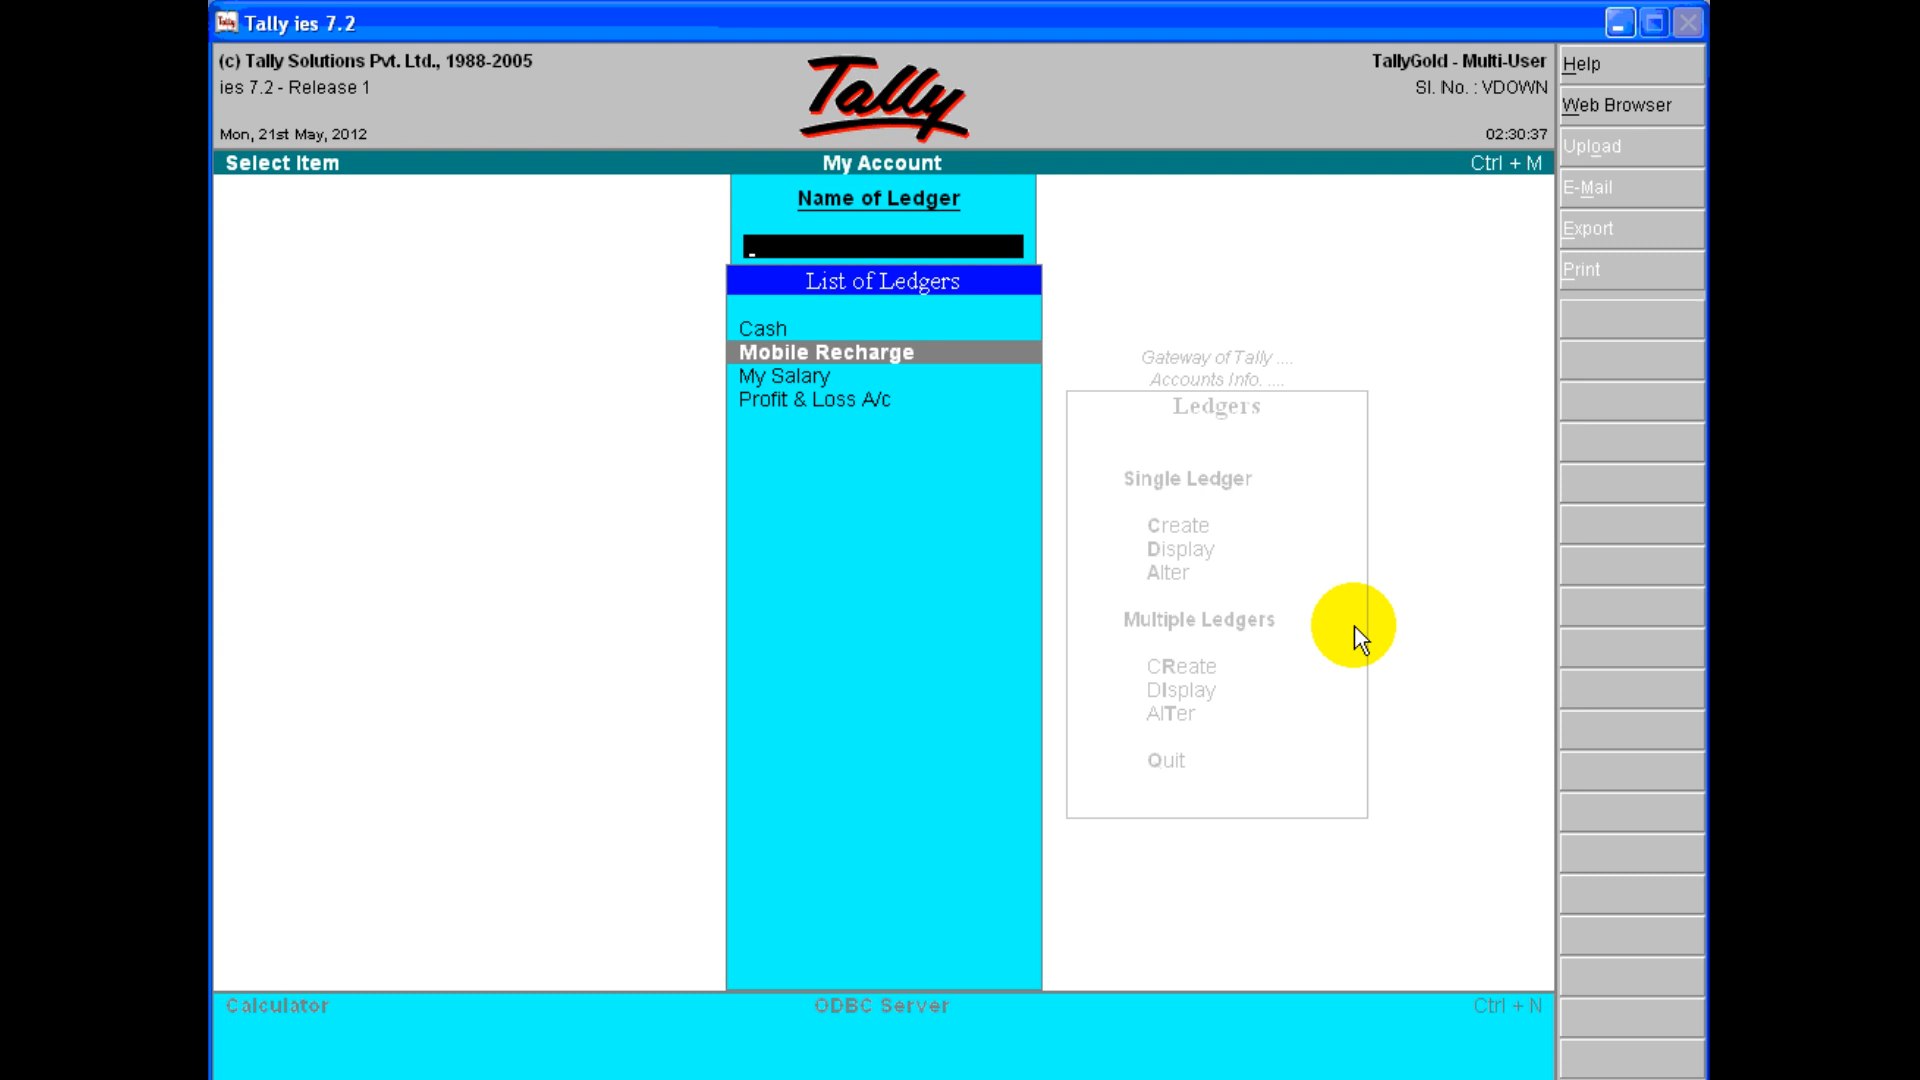 Tally ies 7.2
(c) Tally Solutions Pvt. Ltd., 1988-2005
ies 7.2 - Release 1
Mon, 21st May, 2012
Tally
TallyGold - Multi-User
Sl. No. : VDOWN
02:30:37
Select Item
My Account
Ctrl + M
Name of Ledger
List of Ledgers
Cash
Mobile Recharge
My Salary
Profit & Loss A/c
Gateway of Tally ....
Accounts Info. ....
Ledgers
Single Ledger
Create
Display
Alter
Multiple Ledgers
CReate
DIsplay
AlTer
Quit
Help
Web Browser
Upload
E-Mail
Export
Print
Calculator
ODBC Server
Ctrl + N